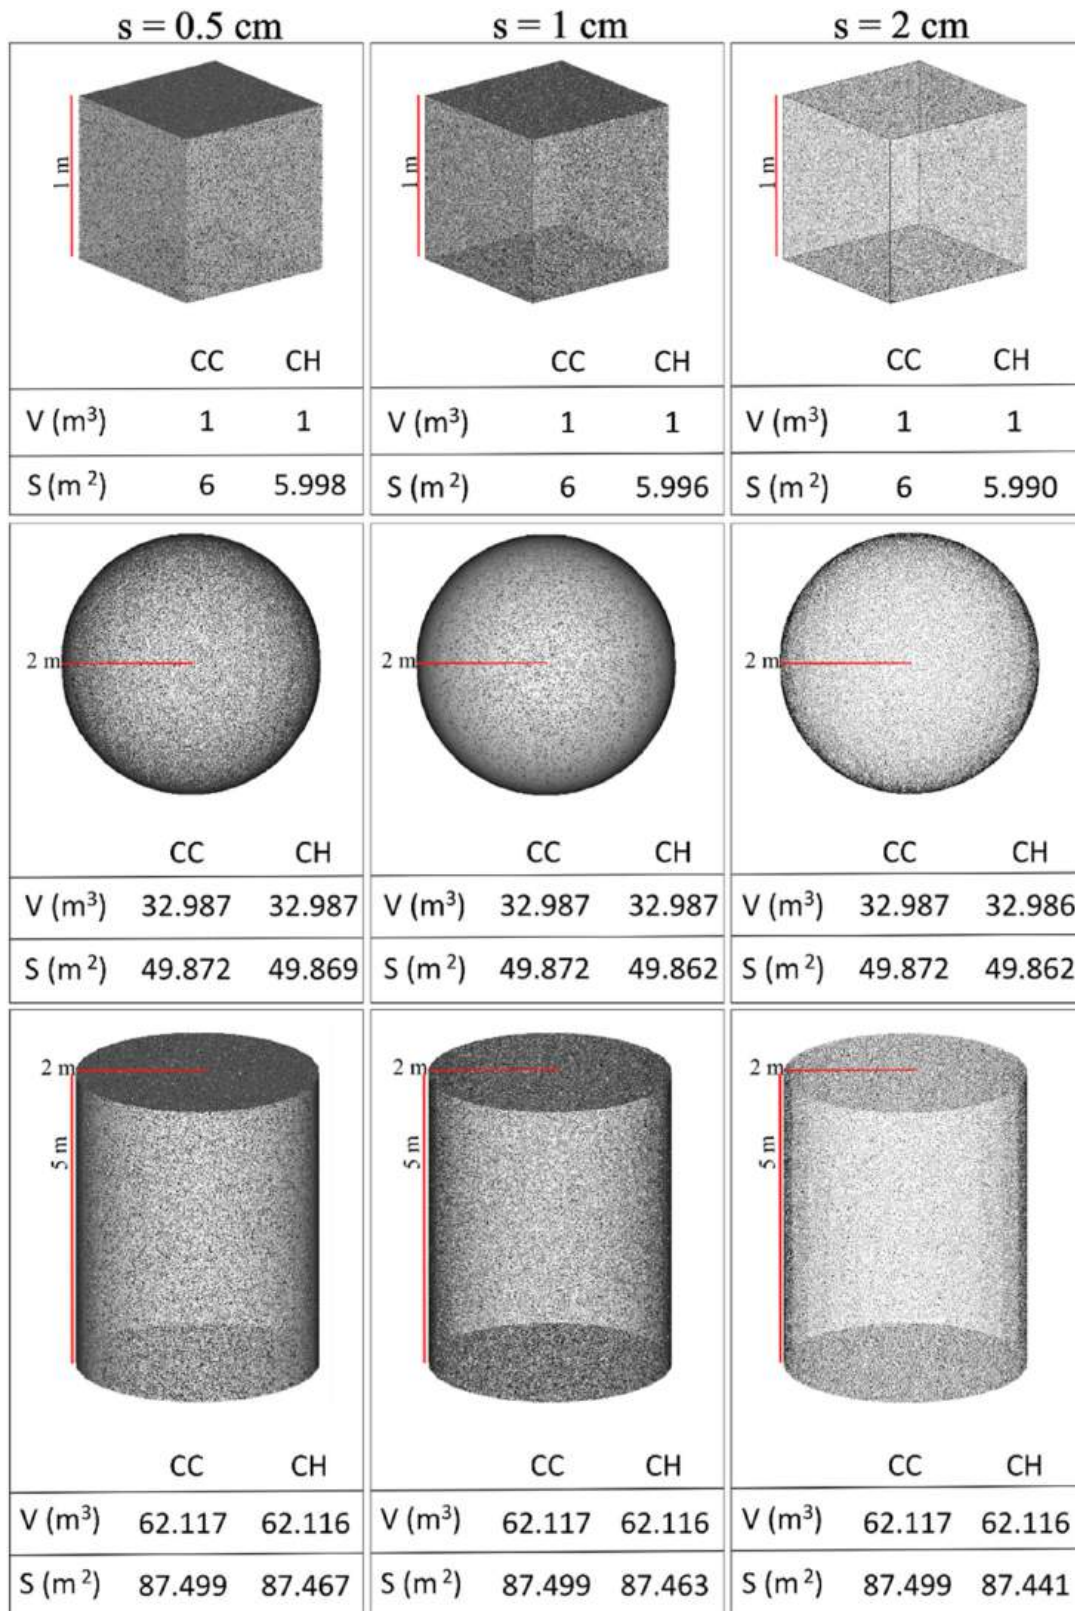 s = 0.5 cm s = 1 cm s = 2 cm
1 m 1 m 1 m
CC CH CC CH CC CH
V (m³) 1 1 V (m³) 1 1 V (m³) 1 1
S (m²) 6 5.998 S (m²) 6 5.996 S (m²) 6 5.990
2 m 2 m 2 m
CC CH CC CH CC CH
V (m³) 32.987 32.987 V (m³) 32.987 32.987 V (m³) 32.987 32.986
S (m²) 49.872 49.869 S (m²) 49.872 49.862 S (m²) 49.872 49.862
2 m 2 m 2 m
5 m 5 m 5 m
CC CH CC CH CC CH
V (m³) 62.117 62.116 V (m³) 62.117 62.116 V (m³) 62.117 62.116
S (m²) 87.499 87.467 S (m²) 87.499 87.463 S (m²) 87.499 87.441